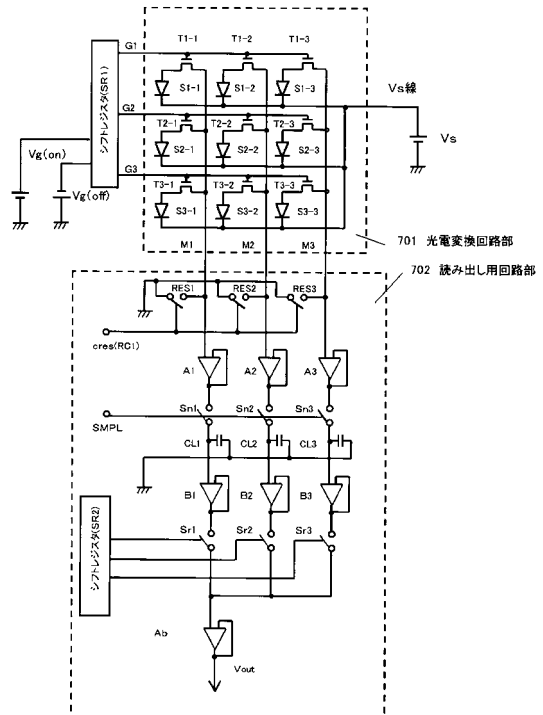 G1 T1-1 T1-2 T1-3
シフトレジスタ(SR1)
S1-1 S1-2 S1-3
Vs線
G2 T2-1 T2-2 T2-3
Vs
S2-1 S2-2 S2-3
Vg(on)
G3 T3-1 T3-2 T3-3
Vg(off)
S3-1 S3-2 S3-3
M1 M2 M3
701 光電変換回路部
702 読み出し用回路部
RES1 RES2 RES3
cres(RC1)
A1 A2 A3
Sn1 Sn2 Sn3
SMPL
CL1 CL2 CL3
B1 B2 B3
シフトレジスタ(SR2)
Sr1 Sr2 Sr3
Ab
Vout